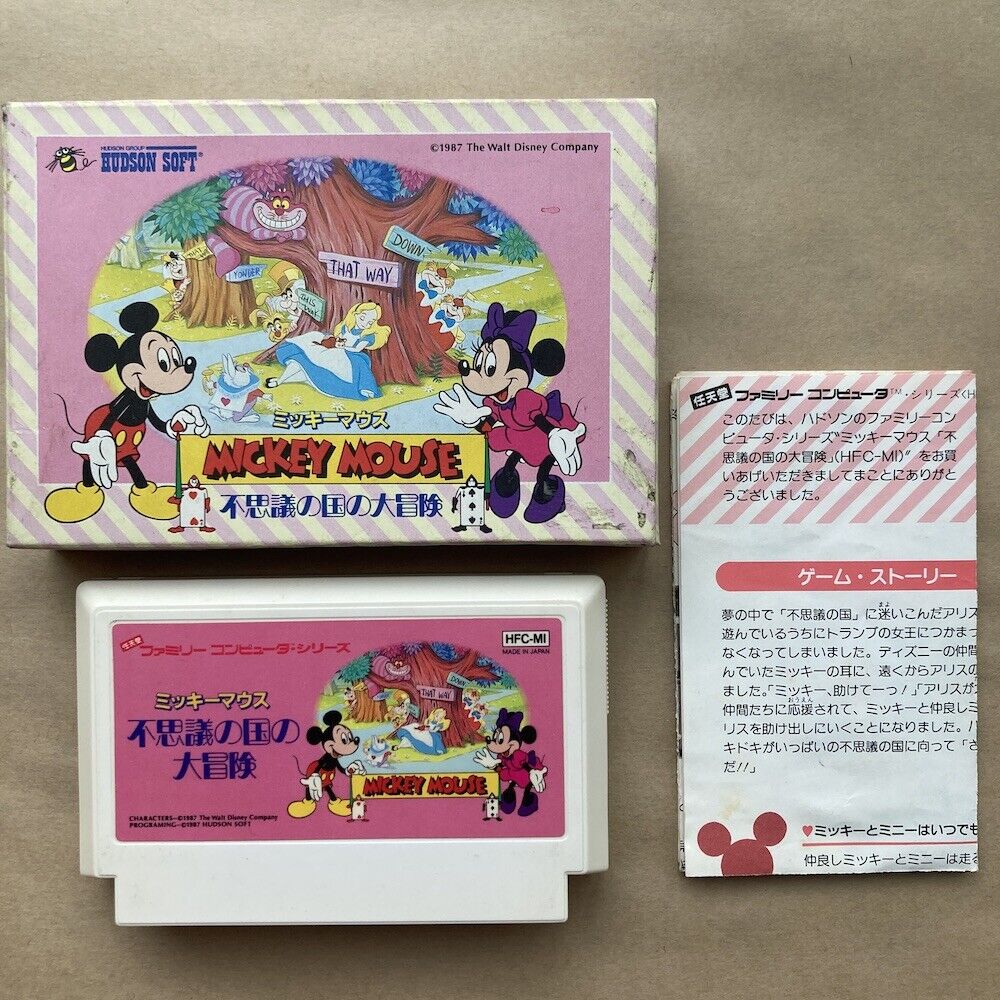 HUDSON GROUP
HUDSON SOFT®
©1987 The Walt Disney Company
DOWN
THAT WAY
YONDER
THIS WAY
ミッキーマウス
MICKEY MOUSE
不思議の国の大冒険
任天堂 ファミリー コンピュータ・シリーズ
HFC-MI
MADE IN JAPAN
ミッキーマウス
不思議の国の
大冒険
DOWN
THAT WAY
MICKEY MOUSE
CHARACTERS—©1987 The Walt Disney Company
PROGRAMING—©1987 HUDSON SOFT
任天堂 ファミリー コンピュータ™・シリーズ〈H
このたびは、ハドソンのファミリーコン
ピュータ・シリーズ“ミッキーマウス「不
思議の国の大冒険」(HFC-MI)”をお買
いあげいただきましてまことにありがと
うございました。
ゲーム・ストーリー
夢の中で「不思議の国」に迷いこんだアリス
遊んでいるうちにトランプの女王につかまっ
なくなってしまいました。ディズニーの仲間
んでいたミッキーの耳に、遠くからアリスの
ました。「ミッキー、助けてーっ!」「アリスが
仲間たちに応援されて、ミッキーと仲良しミ
リスを助け出しにいくことになりました。
キドキがいっぱいの不思議の国に向って「さ
だ!!」
♥ミッキーとミニーはいつでも
仲良しミッキーとミニーは走る